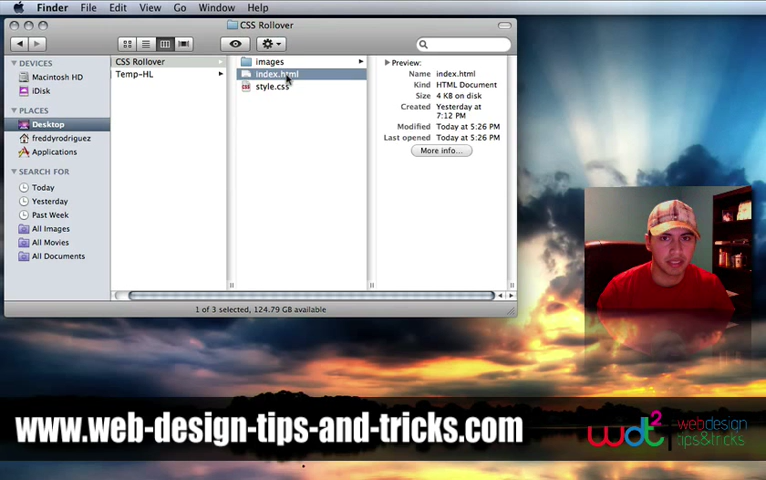 Finder File Edit View Go Window Help
CSS Rollover
DEVICES
Macintosh HD
iDisk
PLACES
Desktop
freddyrodriguez
Applications
SEARCH FOR
Today
Yesterday
Past Week
All Images
All Movies
All Documents
CSS Rollover
Temp-HL
images
index.html
style.css
Preview:
Name index.html
Kind HTML Document
Size 4 KB on disk
Created Yesterday at
7:12 PM
Modified Today at 5:26 PM
Last opened Today at 5:26 PM
More info...
1 of 3 selected, 124.79 GB available
www.web-design-tips-and-tricks.com
wdt2
webdesign
tips&tricks